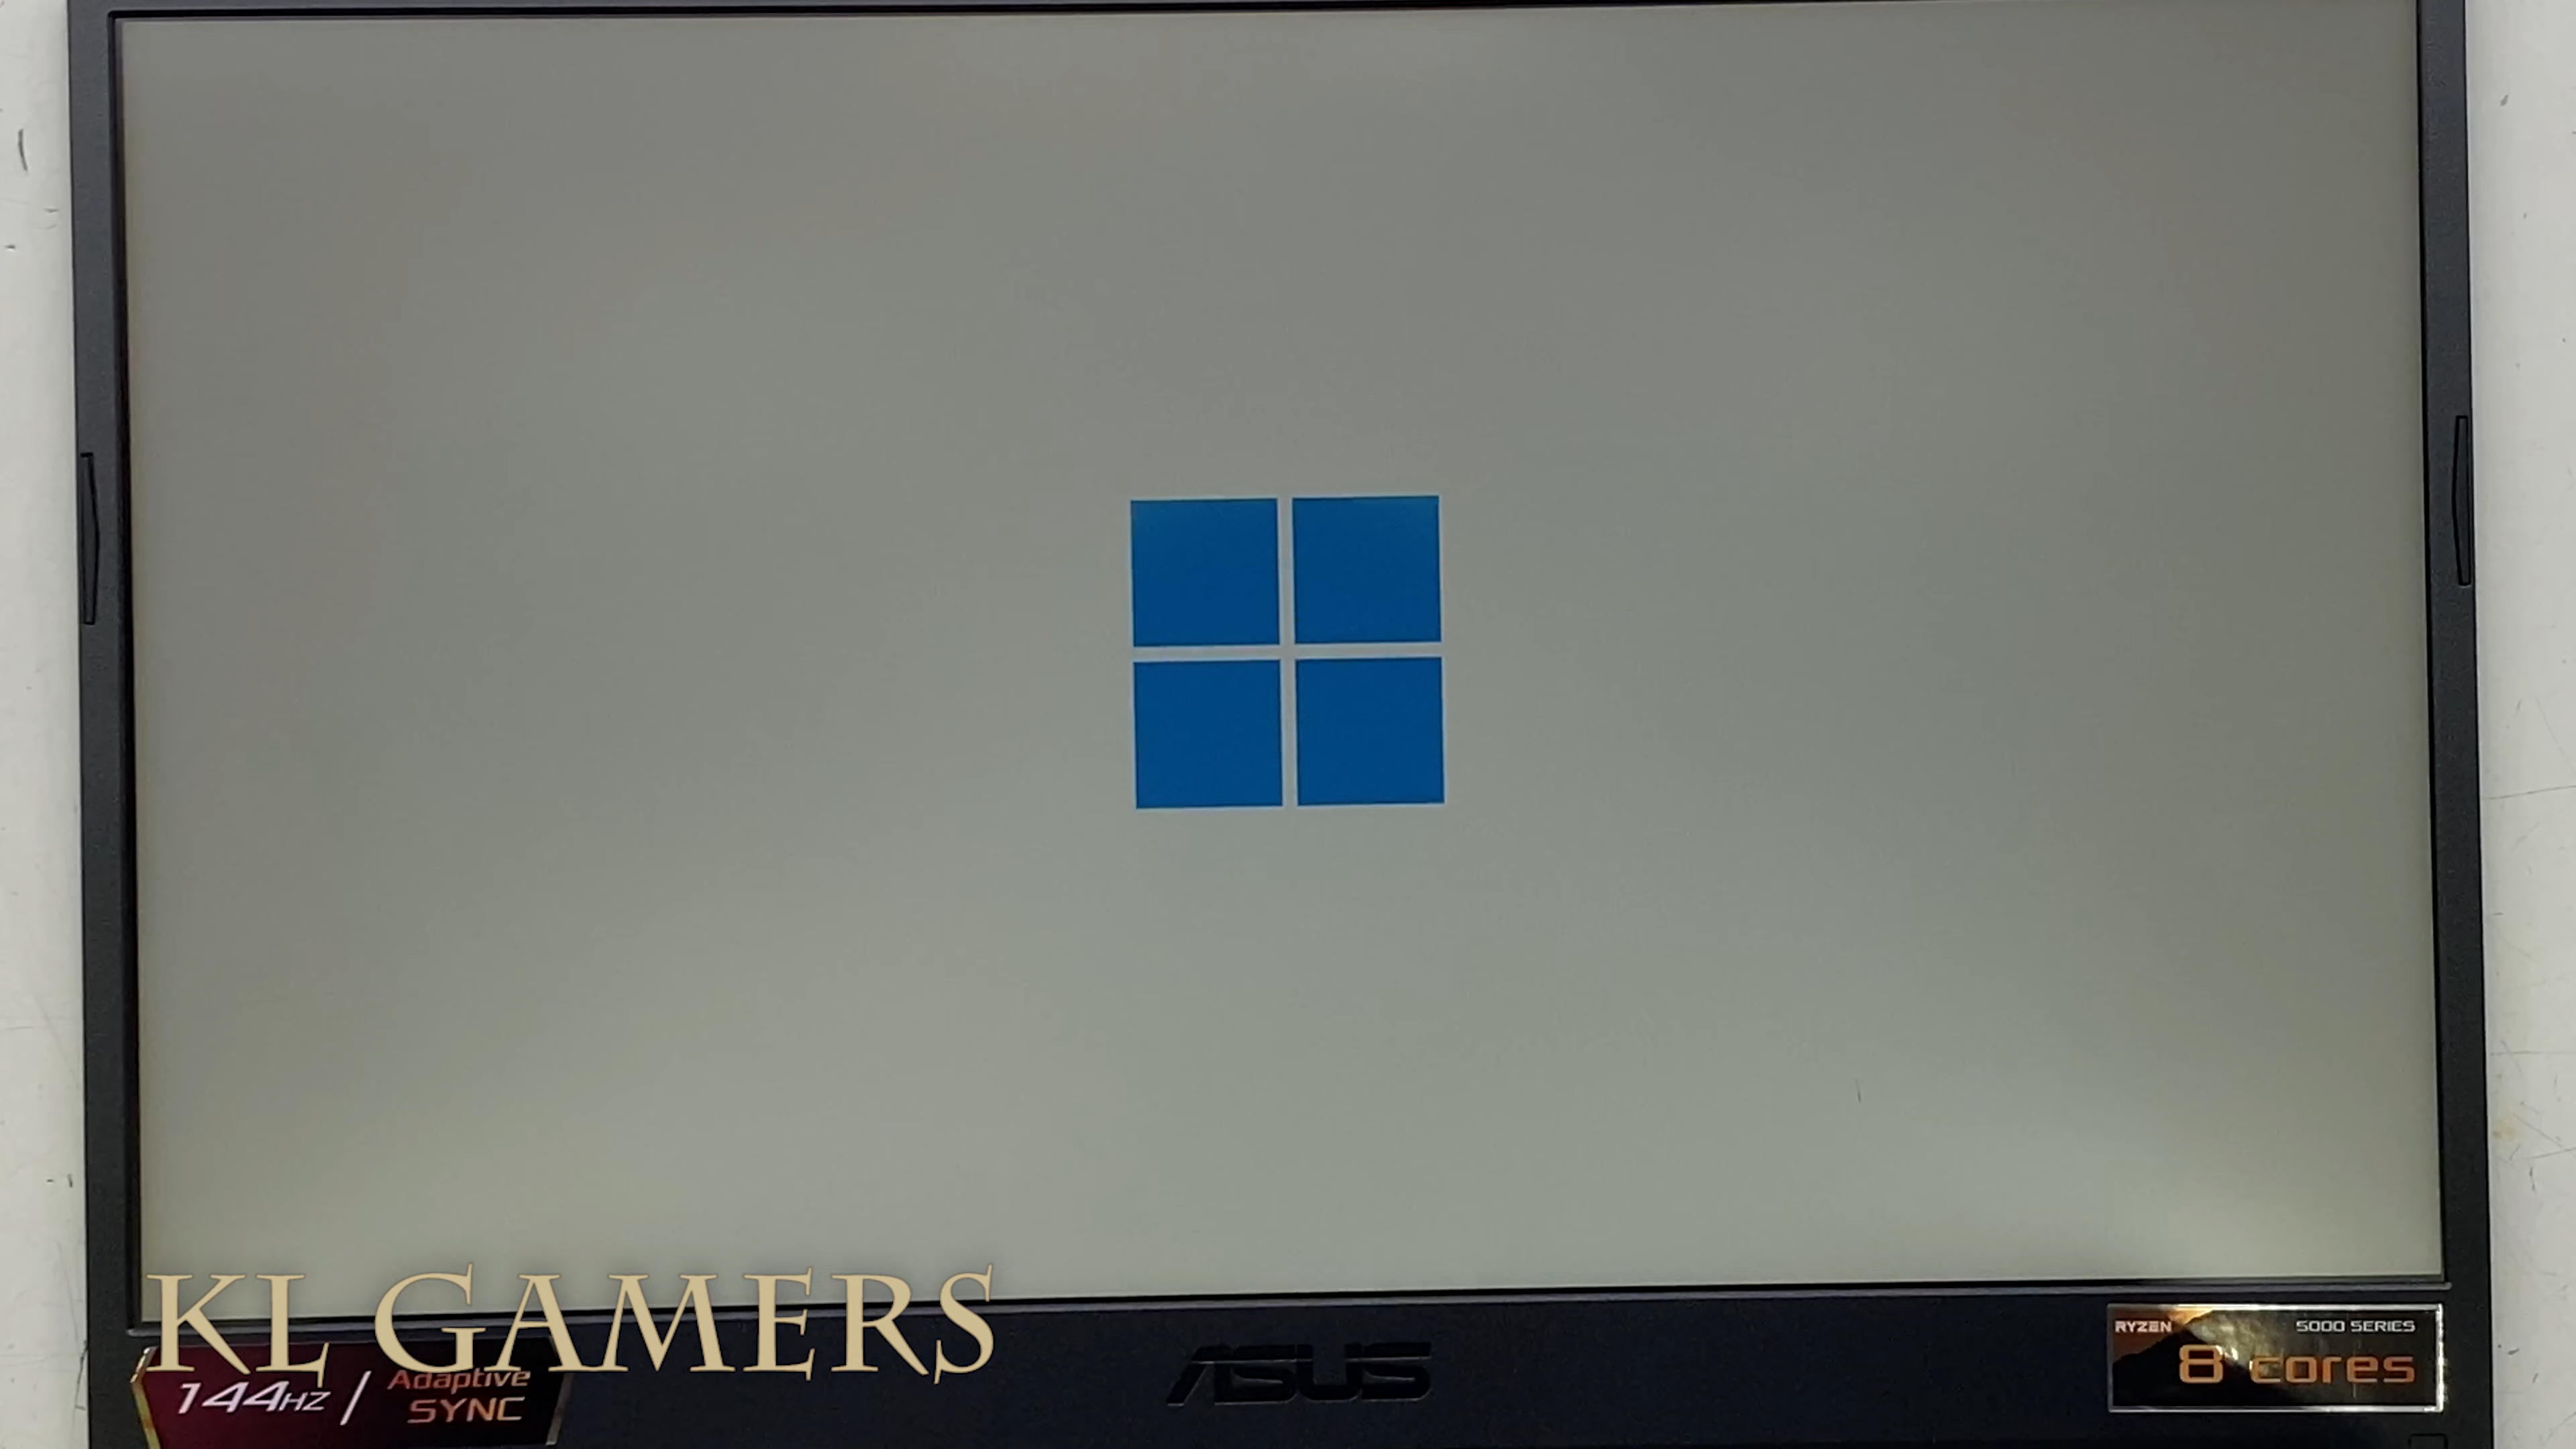 KL GAMERS
144HZ / Adaptive SYNC
ASUS
RYZEN 5000 SERIES
8 cores